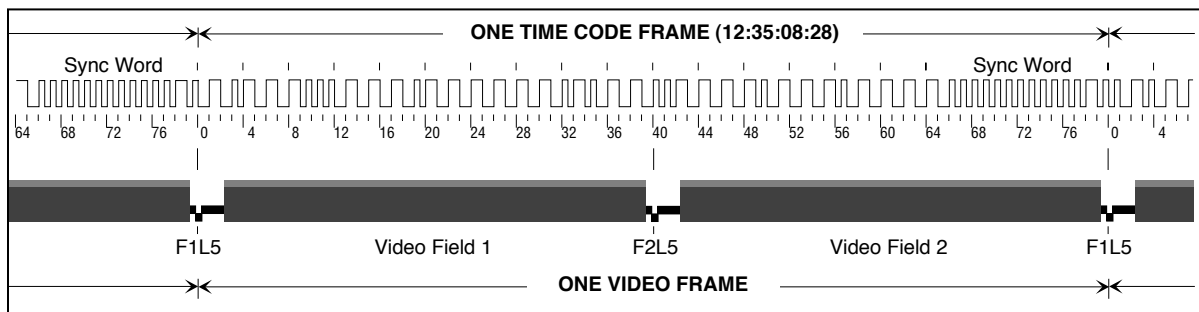 ONE TIME CODE FRAME (12:35:08:28)
Sync Word Sync Word
64 68 72 76 0 4 8 12 16 20 24 28 32 36 40 44 48 52 56 60 64 68 72 76 0 4
F1L5 Video Field 1 F2L5 Video Field 2 F1L5
ONE VIDEO FRAME